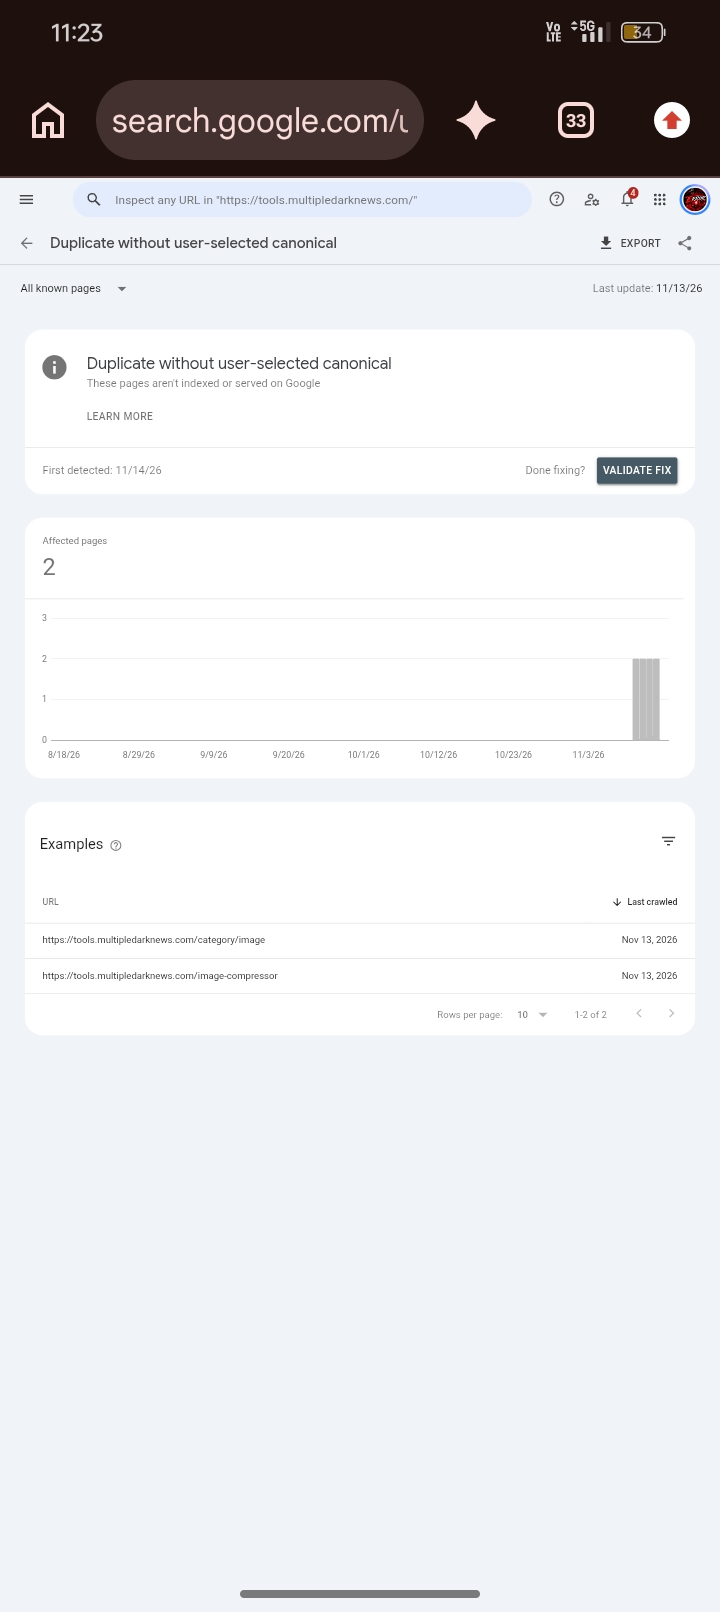 11:23
Vo LTE 5G 34
search.google.com/u
33
Inspect any URL in "https://tools.multipledarknews.com/"
4
Duplicate without user-selected canonical
EXPORT
All known pages
Last update: 11/13/26
Duplicate without user-selected canonical
These pages aren't indexed or served on Google
LEARN MORE
First detected: 11/14/26
Done fixing? VALIDATE FIX
Affected pages
2
3
2
1
0
8/18/26 8/29/26 9/9/26 9/20/26 10/1/26 10/12/26 10/23/26 11/3/26
Examples
URL Last crawled
https://tools.multipledarknews.com/category/image Nov 13, 2026
https://tools.multipledarknews.com/image-compressor Nov 13, 2026
Rows per page: 10 1-2 of 2